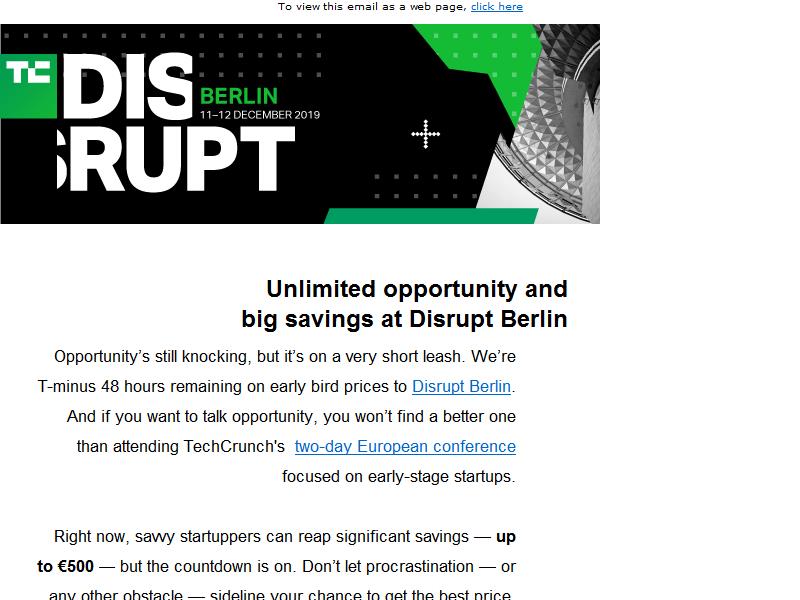 To view this email as a web page, click here
TC
DIS
BERLIN
11–12 DECEMBER 2019
SRUPT
Unlimited opportunity and
big savings at Disrupt Berlin
Opportunity’s still knocking, but it’s on a very short leash. We’re
T-minus 48 hours remaining on early bird prices to Disrupt Berlin.
And if you want to talk opportunity, you won’t find a better one
than attending TechCrunch's two-day European conference
focused on early-stage startups.
Right now, savvy startuppers can reap significant savings — up
to €500 — but the countdown is on. Don’t let procrastination — or
any other obstacle — sideline your chance to get the best price.